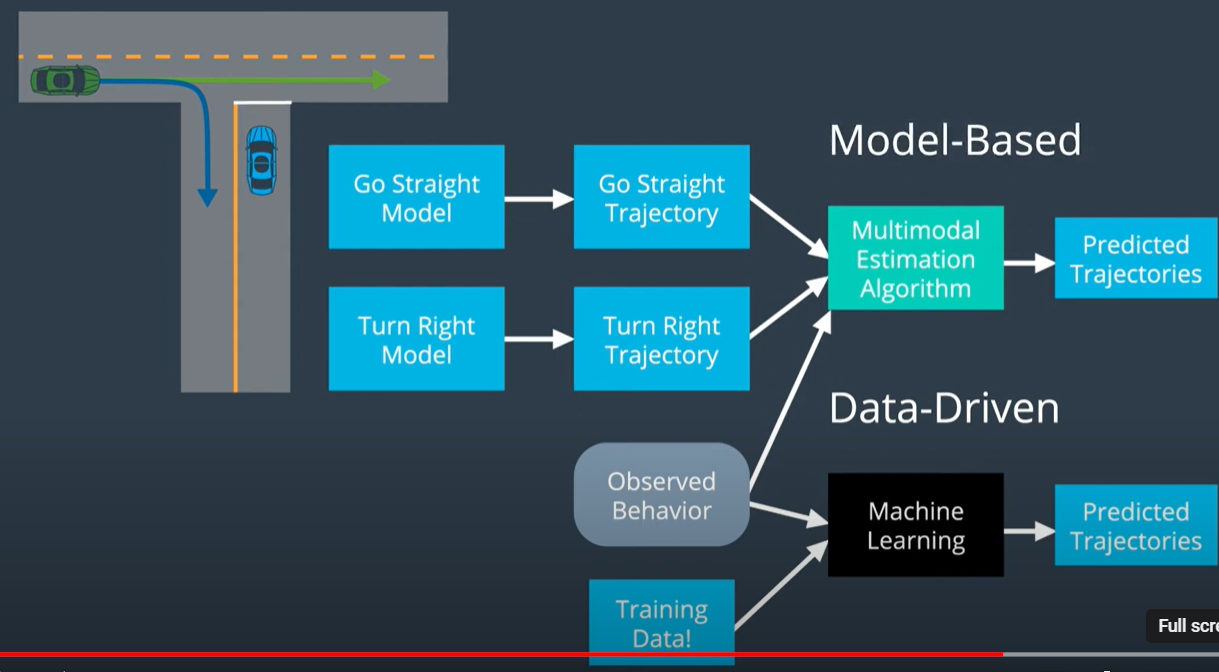 Model-Based
Go Straight
Model
Go Straight
Trajectory
Multimodal
Estimation
Algorithm
Predicted
Trajectories
Turn Right
Model
Turn Right
Trajectory
Data-Driven
Observed
Behavior
Machine
Learning
Predicted
Trajectories
Training
Data!
Full scre